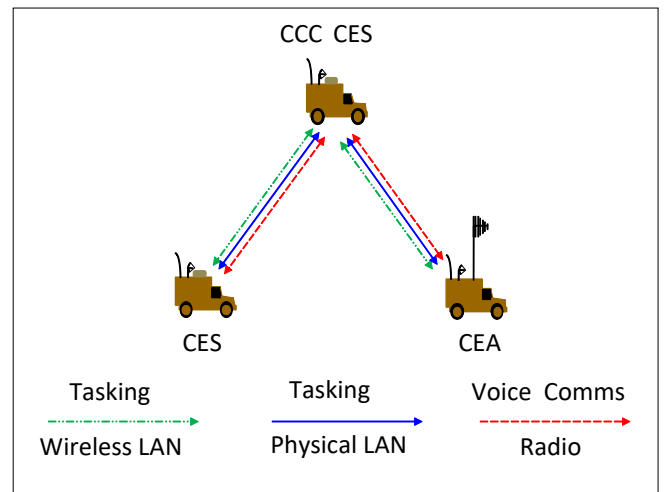 CCC CES
CES
CEA
Tasking
Wireless LAN
Tasking
Physical LAN
Voice Comms
Radio